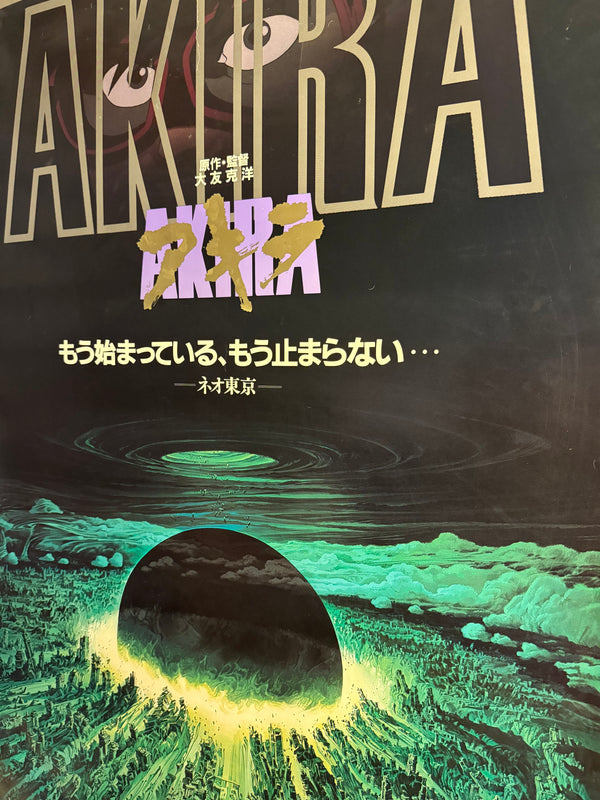 AKIRA
原作・監督
大友克洋
AKIRA
アキラ
もう始まっている、もう止まらない・・・
—ネオ東京—